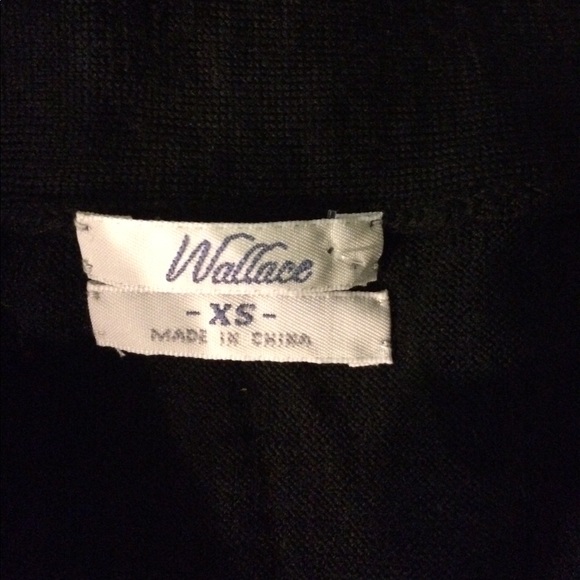 Wallace
- XS -
MADE IN CHINA